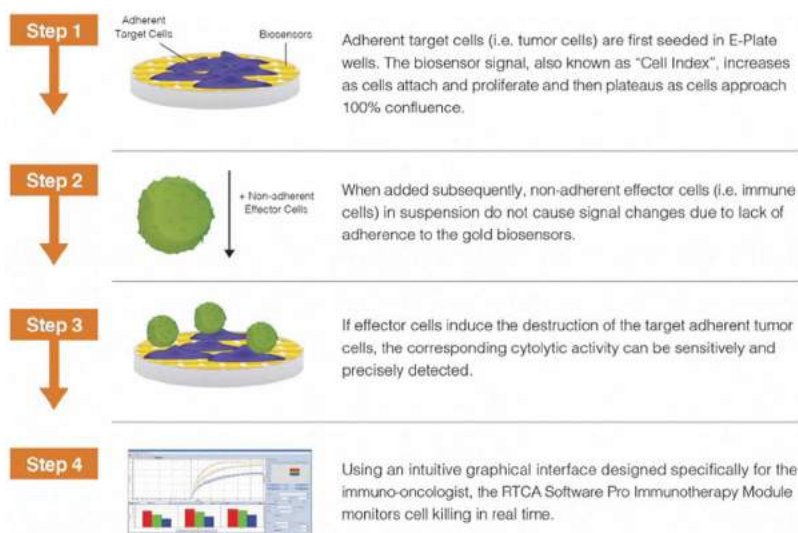 Step 1
Adherent
Target Cells
Biosensors
Adherent target cells (i.e. tumor cells) are first seeded in E-Plate
wells. The biosensor signal, also known as “Cell Index”, increases
as cells attach and proliferate and then plateaus as cells approach
100% confluence.
Step 2
+ Non-adherent
Effector Cells
When added subsequently, non-adherent effector cells (i.e. immune
cells) in suspension do not cause signal changes due to lack of
adherence to the gold biosensors.
Step 3
If effector cells induce the destruction of the target adherent tumor
cells, the corresponding cytolytic activity can be sensitively and
precisely detected.
Step 4
Using an intuitive graphical interface designed specifically for the
immuno-oncologist, the RTCA Software Pro Immunotherapy Module
monitors cell killing in real time.